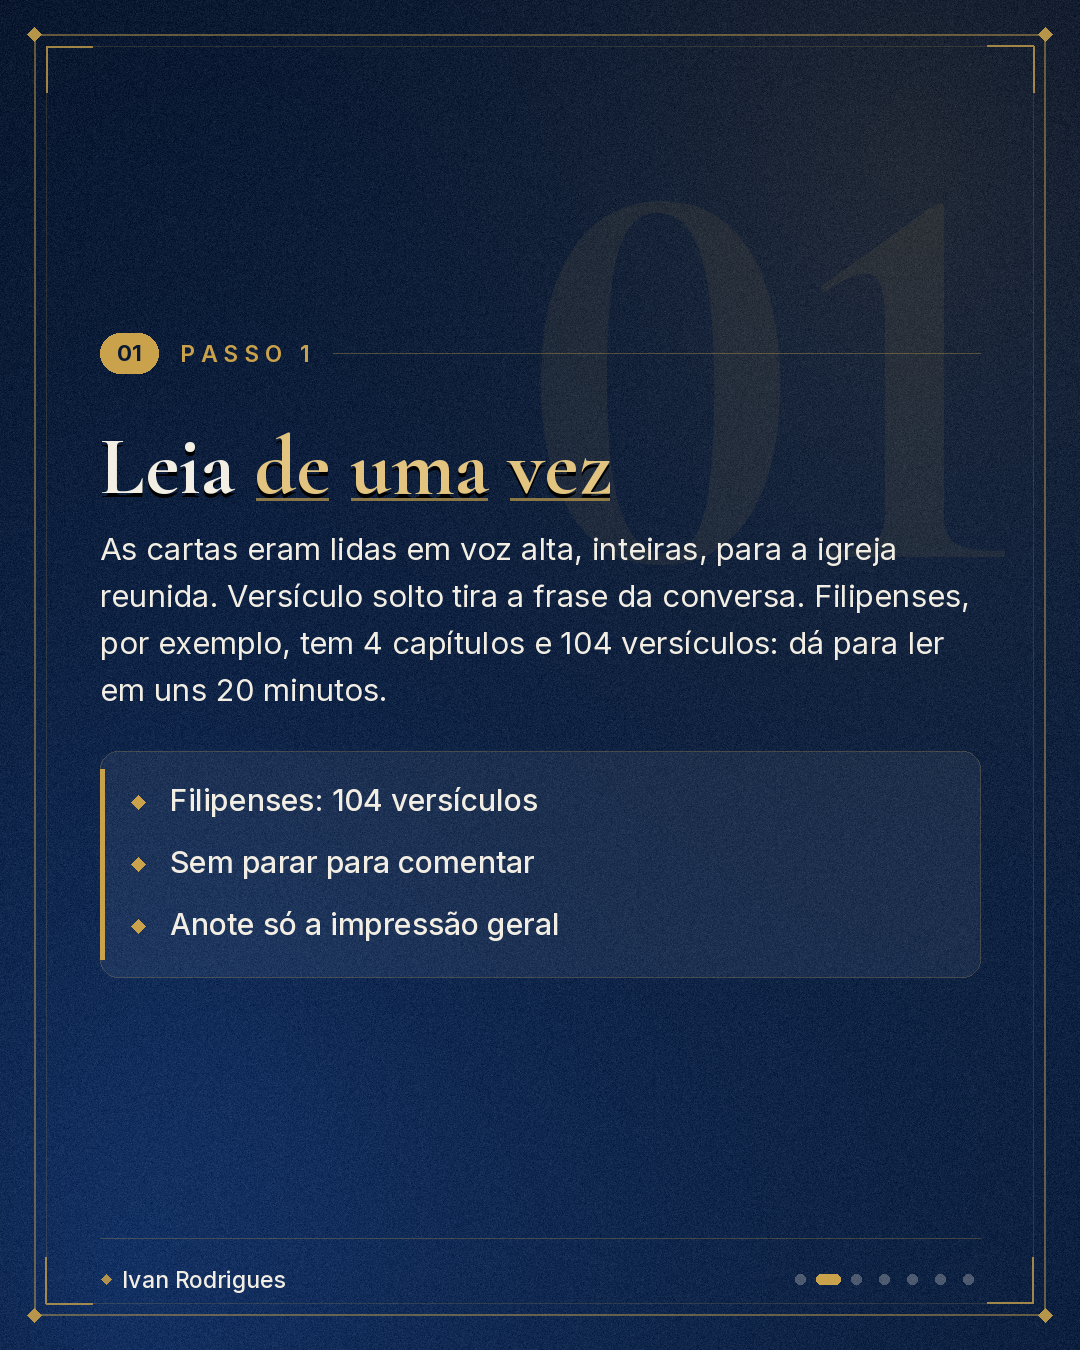 01
01 PASSO 1
Leia de uma vez
As cartas eram lidas em voz alta, inteiras, para a igreja
reunida. Versículo solto tira a frase da conversa. Filipenses,
por exemplo, tem 4 capítulos e 104 versículos: dá para ler
em uns 20 minutos.
Filipenses: 104 versículos
Sem parar para comentar
Anote só a impressão geral
Ivan Rodrigues